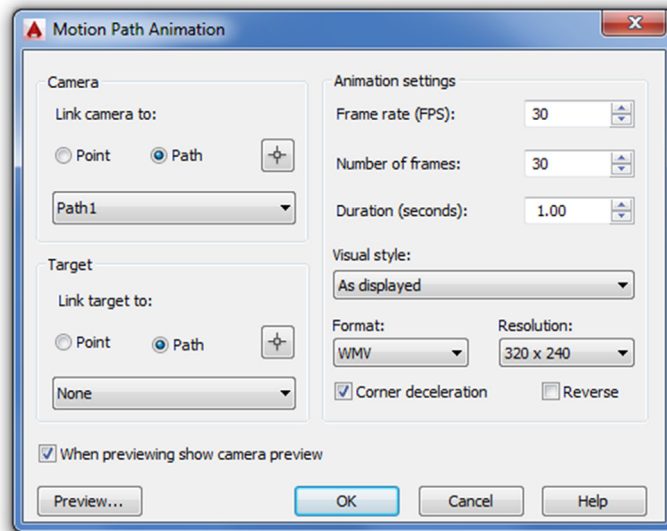 Motion Path Animation
Camera
Link camera to:
Point Path
Path1
Target
Link target to:
Point Path
None
Animation settings
Frame rate (FPS): 30
Number of frames: 30
Duration (seconds): 1.00
Visual style:
As displayed
Format: Resolution:
WMV 320 x 240
Corner deceleration Reverse
When previewing show camera preview
Preview... OK Cancel Help